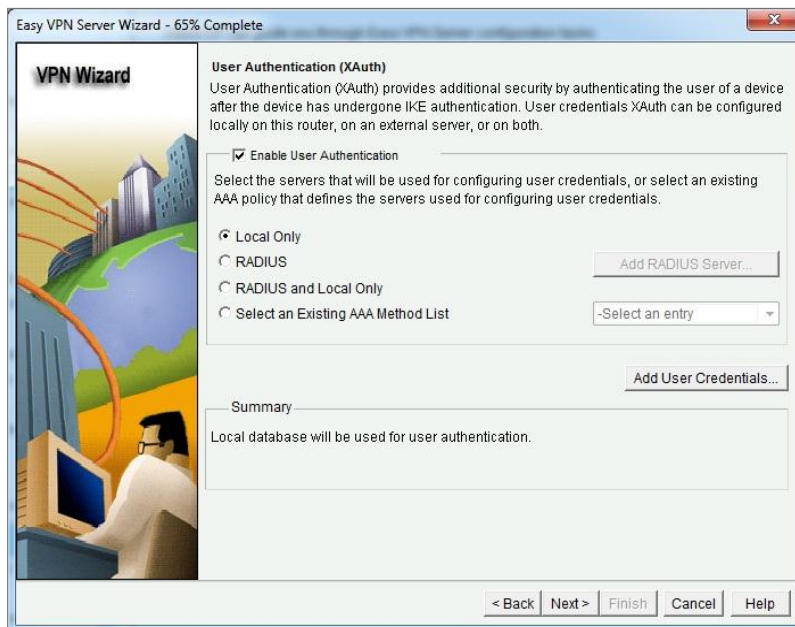 Easy VPN Server Wizard - 65% Complete
VPN Wizard
User Authentication (XAuth)
User Authentication (XAuth) provides additional security by authenticating the user of a device
after the device has undergone IKE authentication. User credentials XAuth can be configured
locally on this router, on an external server, or on both.
Enable User Authentication
Select the servers that will be used for configuring user credentials, or select an existing
AAA policy that defines the servers used for configuring user credentials.
Local Only
RADIUS
Add RADIUS Server...
RADIUS and Local Only
Select an Existing AAA Method List
-Select an entry
Add User Credentials...
Summary
Local database will be used for user authentication.
< Back
Next >
Finish
Cancel
Help